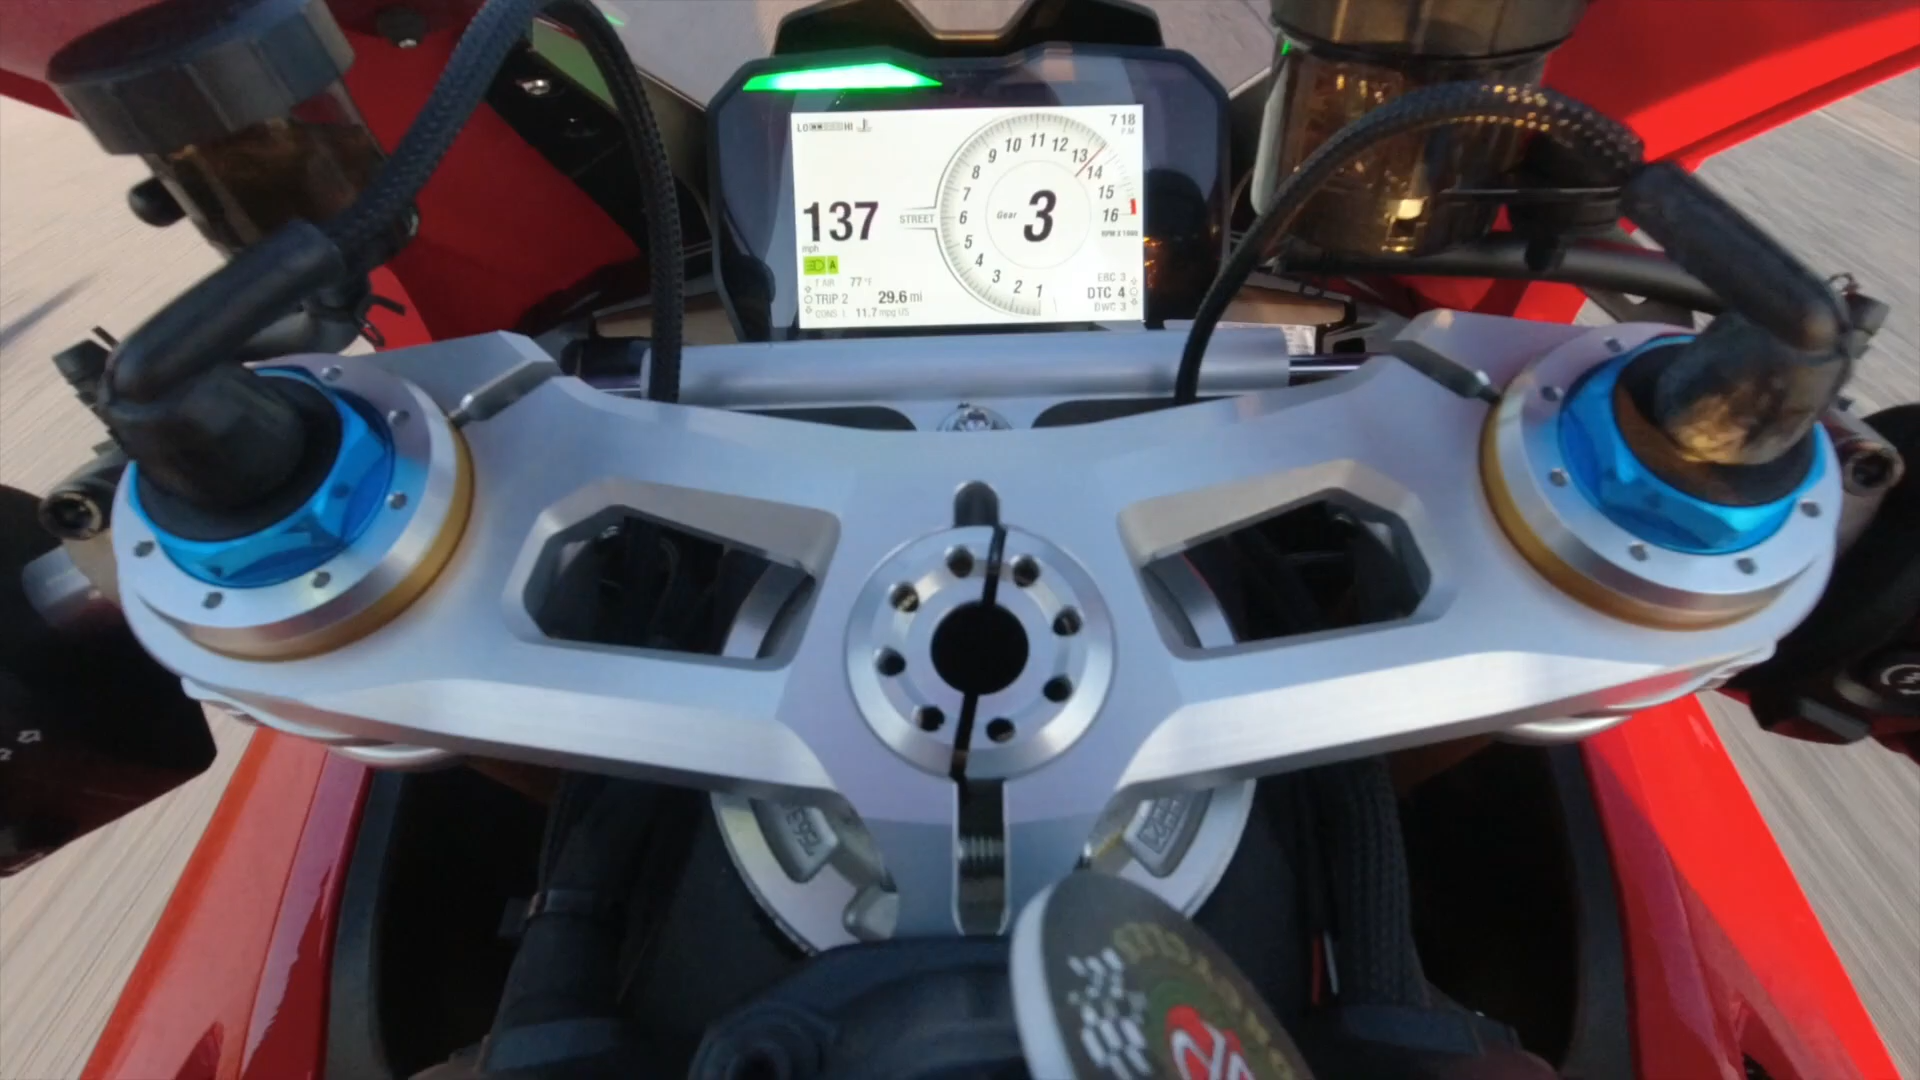 LO HI
7 18
P.M.
137
mph
STREET
Gear 3
1 2 3 4 5 6 7 8 9 10 11 12 13 14 15 16
RPM X 1000
A
T AIR 77 °F
TRIP 2 29.6 mi
CONS. 1 11.7 mpg US
EBC 3
DTC 4
DWC 3